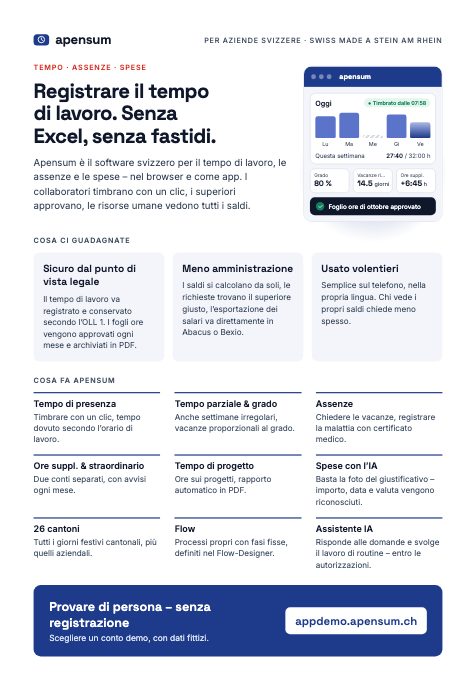 apensum
PER AZIENDE SVIZZERE · SWISS MADE A STEIN AM RHEIN
TEMPO · ASSENZE · SPESE
Registrare il tempo
di lavoro. Senza
Excel, senza fastidi.
Apensum è il software svizzero per il tempo di lavoro, le
assenze e le spese – nel browser e come app. I
collaboratori timbrano con un clic, i superiori
approvano, le risorse umane vedono tutti i saldi.
apensum
Oggi
Timbrato dalle 07:58
Lu Ma Me Gi Ve
Questa settimana 27:40 / 32:00 h
Grado Vacanze ri... Ore suppl.
80 % 14.5 giorni +6:45 h
Foglio ore di ottobre approvato
COSA CI GUADAGNATE
Sicuro dal punto di
vista legale
Il tempo di lavoro va
registrato e conservato
secondo l'OLL 1. I fogli ore
vengono approvati ogni
mese e archiviati in PDF.
Meno amministrazione
I saldi si calcolano da soli, le
richieste trovano il superiore
giusto, l'esportazione dei
salari va direttamente in
Abacus o Bexio.
Usato volentieri
Semplice sul telefono, nella
propria lingua. Chi vede i
propri saldi chiede meno
spesso.
COSA FA APENSUM
Tempo di presenza
Timbrare con un clic, tempo
dovuto secondo l'orario di
lavoro.
Tempo parziale & grado
Anche settimane irregolari,
vacanze proporzionali al grado.
Assenze
Chiedere le vacanze, registrare
la malattia con certificato
medico.
Ore suppl. & straordinario
Due conti separati, con avvisi
ogni mese.
Tempo di progetto
Ore sui progetti, rapporto
automatico in PDF.
Spese con l'IA
Basta la foto del giustificativo –
importo, data e valuta vengono
riconosciuti.
26 cantoni
Tutti i giorni festivi cantonali, più
quelli aziendali.
Flow
Processi propri con fasi fisse,
definiti nel Flow-Designer.
Assistente IA
Risponde alle domande e svolge
il lavoro di routine – entro le
autorizzazioni.
Provare di persona – senza
registrazione
Scegliere un conto demo, con dati fittizi.
appdemo.apensum.ch